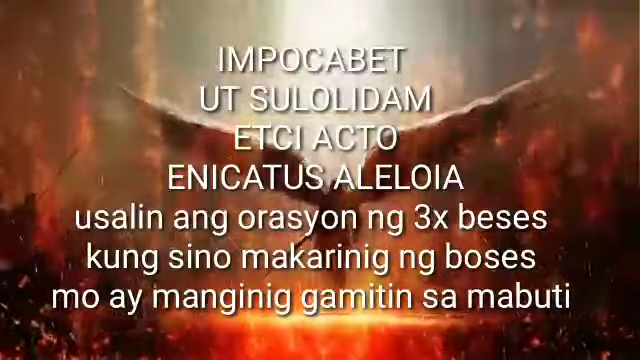 IMPOCABET
UT SULOLIDAM
ETCI ACTO
ENICATUS ALELOIA
usalin ang orasyon ng 3x beses
kung sino makarinig ng boses
mo ay manginig gamitin sa mabuti